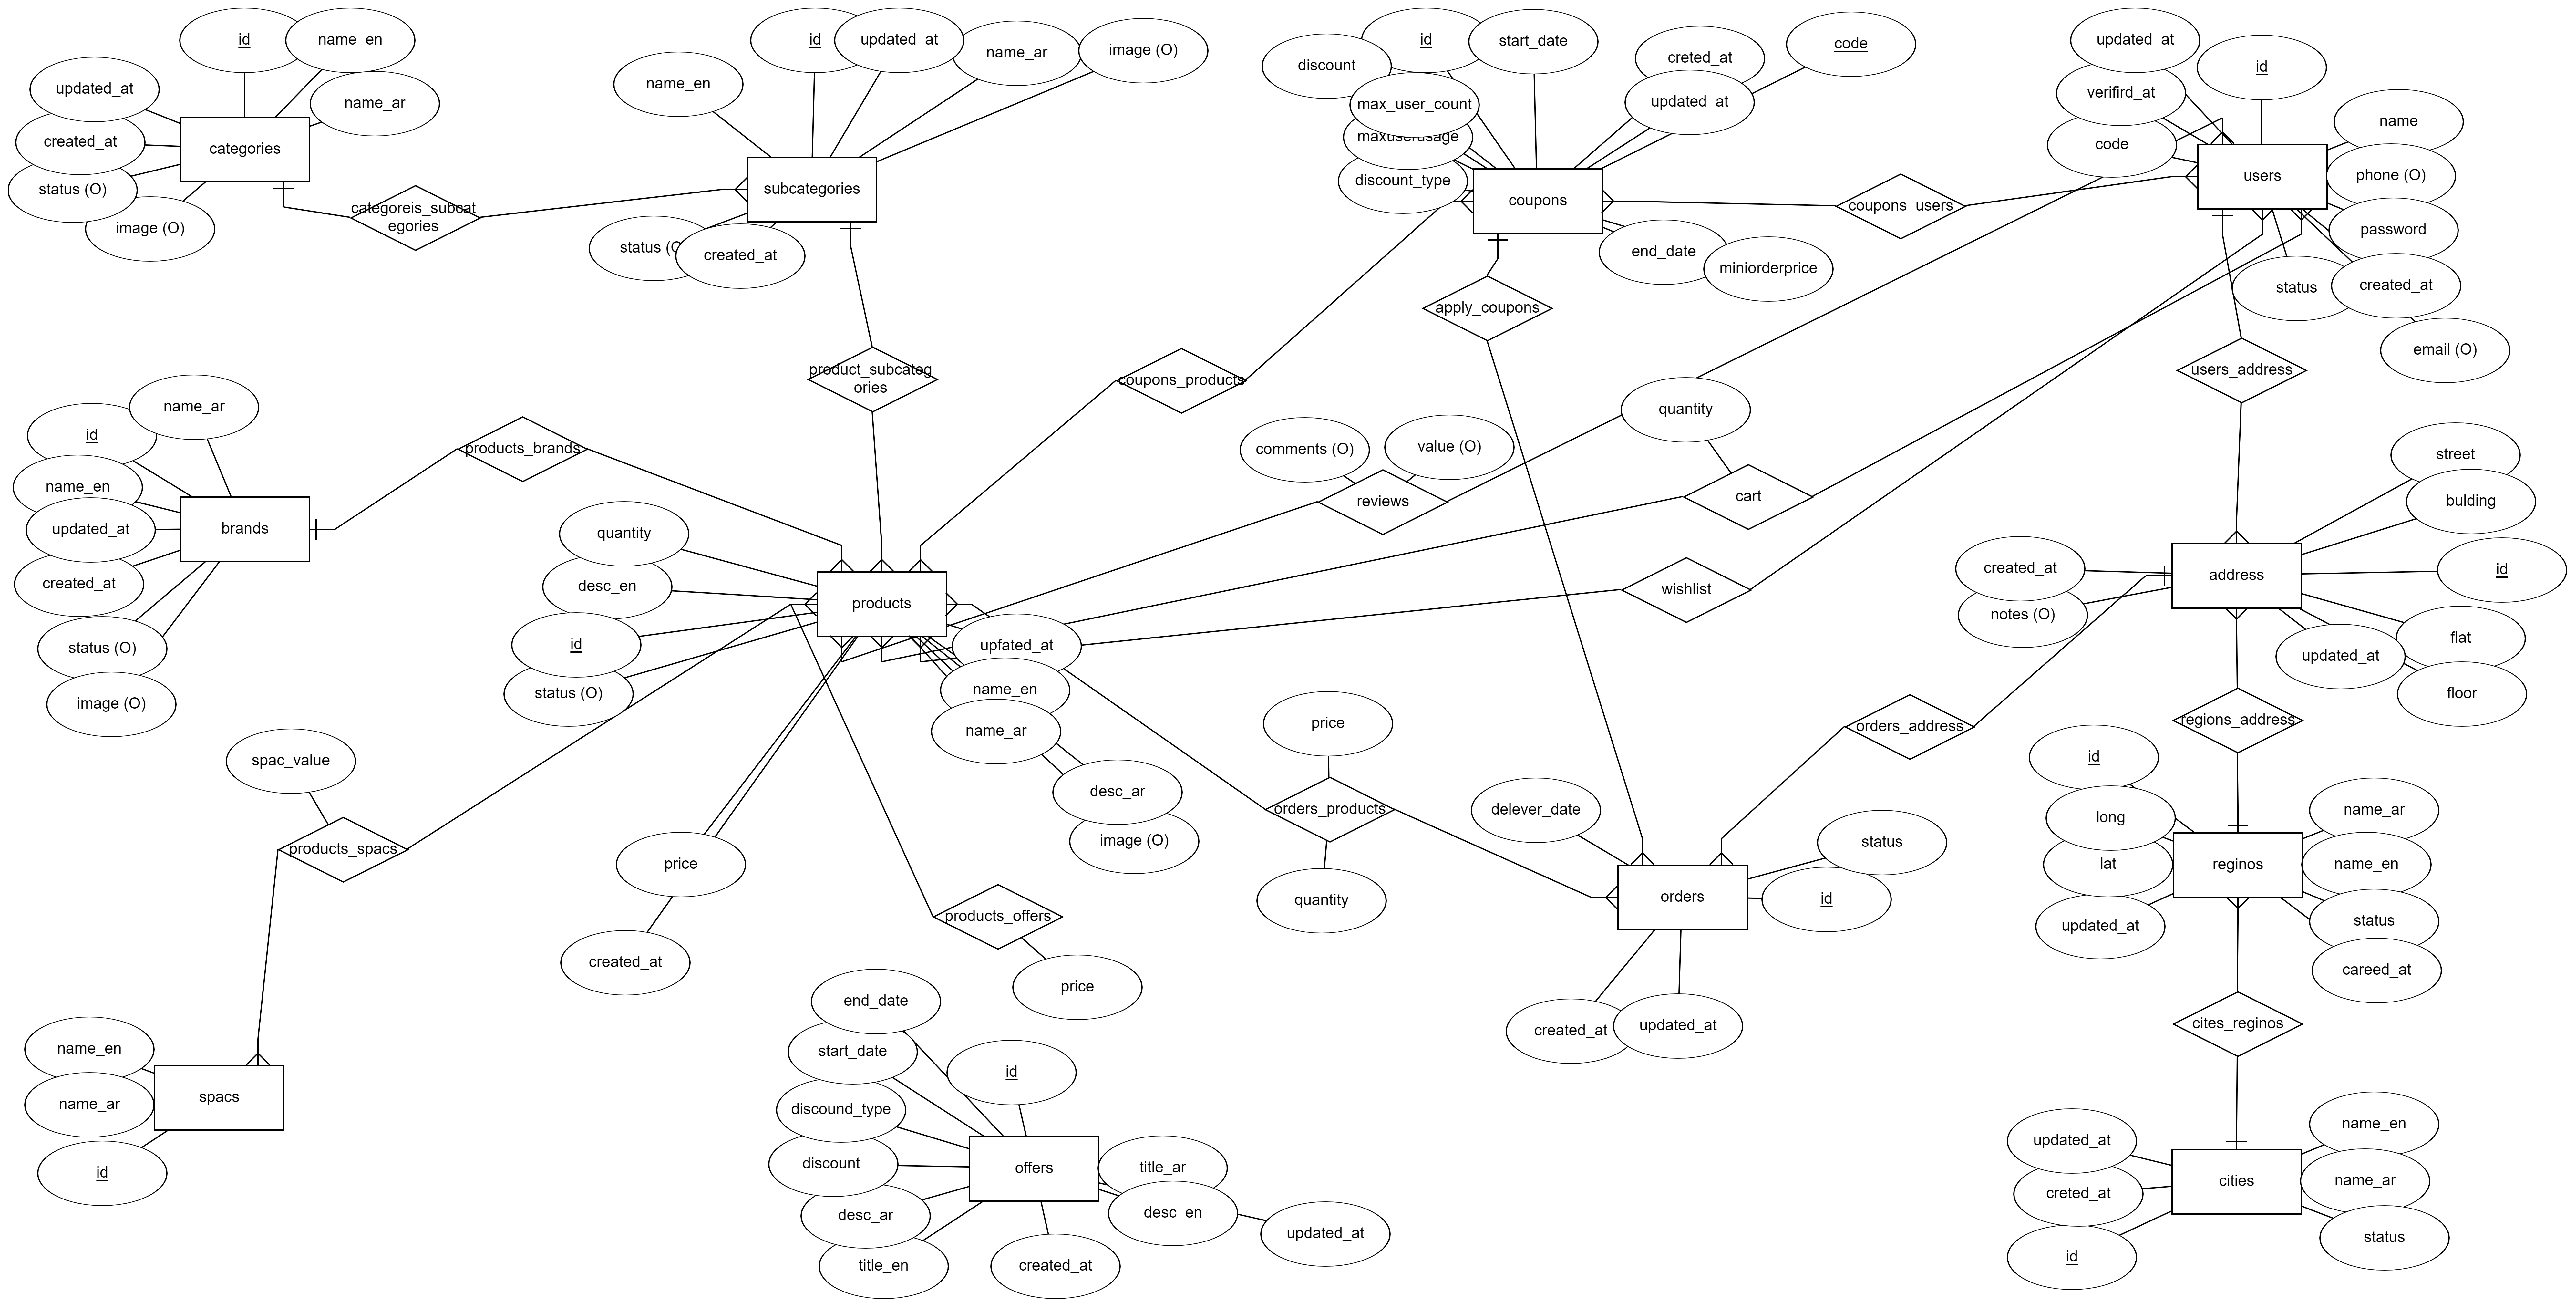 id
name_en
updated_at
name_ar
created_at
categories
status (O)
image (O)
categoreis_subcat
egories
id
updated_at
name_ar
image (O)
name_en
subcategories
status (O
created_at
id
start_date
discount
creted_at
code
max_user_count
updated_at
maxuserusage
discount_type
coupons
end_date
miniorderprice
coupons_users
updated_at
id
verifird_at
name
code
users
phone (O)
password
status
created_at
email (O)
apply_coupons
product_subcateg
ories
coupons_products
users_address
name_ar
id
name_en
updated_at
brands
created_at
status (O)
image (O)
products_brands
quantity
comments (O)
value (O)
reviews
cart
wishlist
street
bulding
created_at
address
id
notes (O)
flat
updated_at
floor
quantity
desc_en
products
id
status (O)
upfated_at
name_en
name_ar
desc_ar
image (O)
price
created_at
spac_value
products_spacs
price
orders_products
quantity
orders_address
regions_address
delever_date
status
orders
id
created_at
updated_at
id
long
name_ar
lat
reginos
name_en
updated_at
status
careed_at
products_offers
price
cites_reginos
name_en
name_ar
spacs
id
end_date
start_date
id
discound_type
discount
offers
title_ar
desc_ar
desc_en
updated_at
title_en
created_at
name_en
updated_at
creted_at
cities
name_ar
status
id